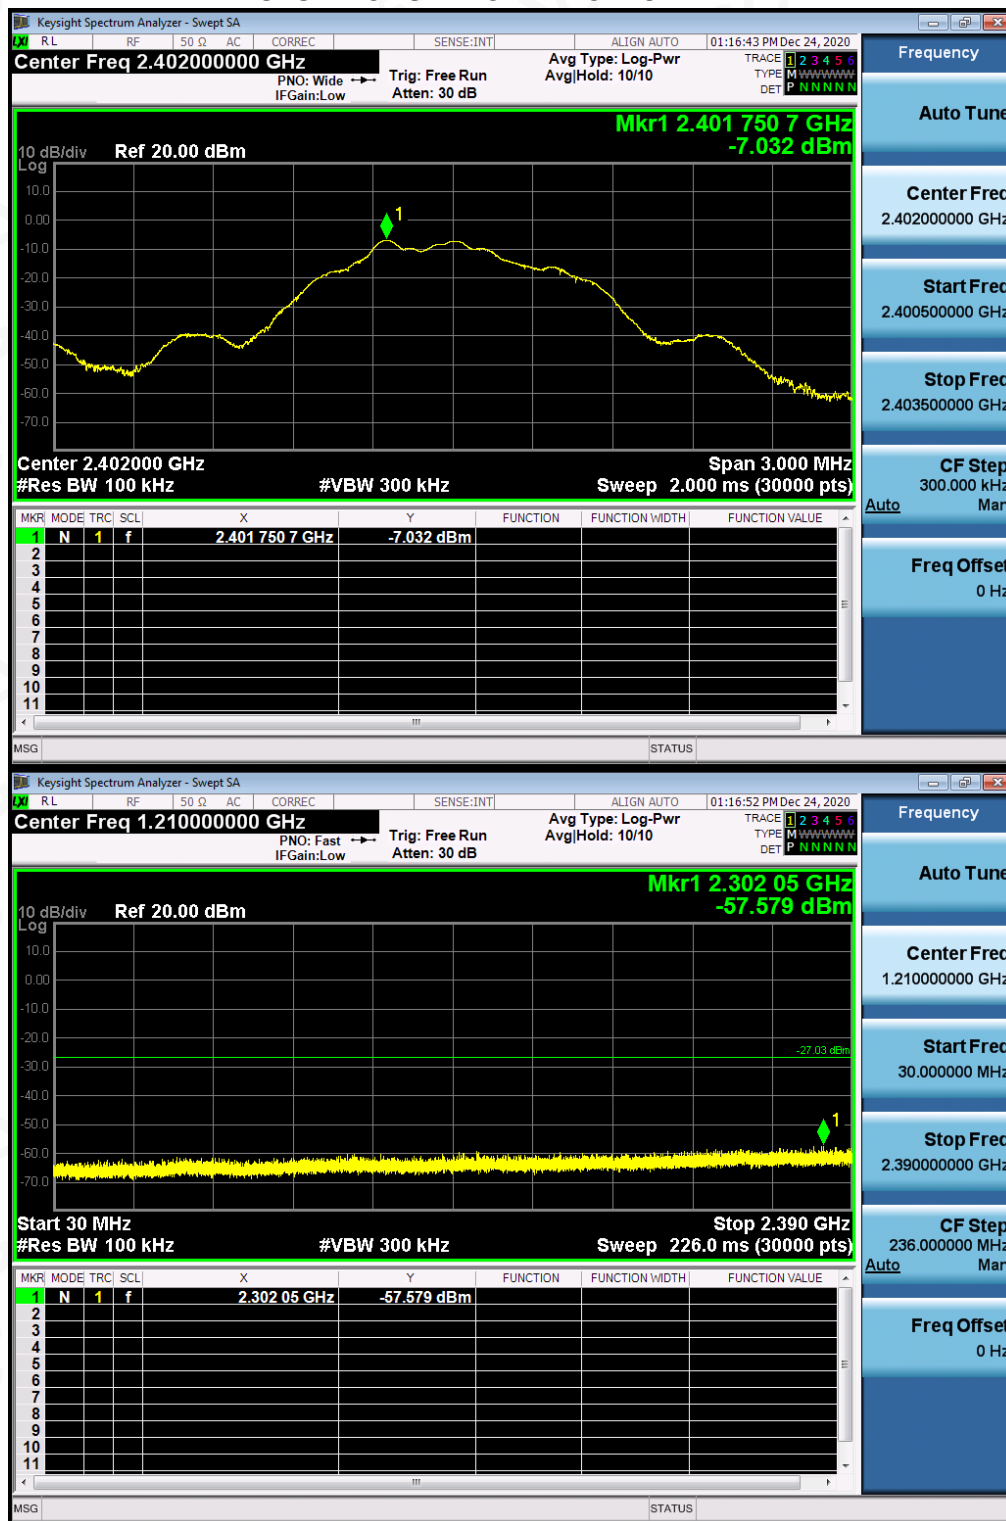 Keysight Spectrum Analyzer - Swept SA
LXI RL RF 50 Ω AC CORREC SENSE:INT ALIGN AUTO 01:16:43 PM Dec 24, 2020
Center Freq 2.402000000 GHz
PNO: Wide
IFGain:Low
Trig: Free Run
Atten: 30 dB
Avg Type: Log-Pwr
Avg|Hold: 10/10
TRACE 1 2 3 4 5 6
TYPE M WWWWW
DET P N N N N N
Mkr1 2.401 750 7 GHz
-7.032 dBm
10 dB/div Ref 20.00 dBm
Log
10.0
0.00
1
-10.0
-20.0
-30.0
-40.0
-50.0
-60.0
-70.0
Center 2.402000 GHz Span 3.000 MHz
#Res BW 100 kHz #VBW 300 kHz Sweep 2.000 ms (30000 pts)
MKR MODE TRC SCL X Y FUNCTION FUNCTION WIDTH FUNCTION VALUE
1 N 1 f 2.401 750 7 GHz -7.032 dBm
2
3
4
5
6
7
8
9
10
11
MSG STATUS
Frequency
Auto Tune
Center Freq
2.402000000 GHz
Start Freq
2.400500000 GHz
Stop Freq
2.403500000 GHz
CF Step
300.000 kHz
Auto Man
Freq Offset
0 Hz
Keysight Spectrum Analyzer - Swept SA
LXI RL RF 50 Ω AC CORREC SENSE:INT ALIGN AUTO 01:16:52 PM Dec 24, 2020
Center Freq 1.210000000 GHz
PNO: Fast
IFGain:Low
Trig: Free Run
Atten: 30 dB
Avg Type: Log-Pwr
Avg|Hold: 10/10
TRACE 1 2 3 4 5 6
TYPE M WWWWW
DET P N N N N N
Mkr1 2.302 05 GHz
-57.579 dBm
10 dB/div Ref 20.00 dBm
Log
10.0
0.00
-10.0
-20.0
-27.03 dBm
-30.0
-40.0
-50.0
1
-60.0
-70.0
Start 30 MHz Stop 2.390 GHz
#Res BW 100 kHz #VBW 300 kHz Sweep 226.0 ms (30000 pts)
MKR MODE TRC SCL X Y FUNCTION FUNCTION WIDTH FUNCTION VALUE
1 N 1 f 2.302 05 GHz -57.579 dBm
2
3
4
5
6
7
8
9
10
11
MSG STATUS
Frequency
Auto Tune
Center Freq
1.210000000 GHz
Start Freq
30.000000 MHz
Stop Freq
2.390000000 GHz
CF Step
236.000000 MHz
Auto Man
Freq Offset
0 Hz